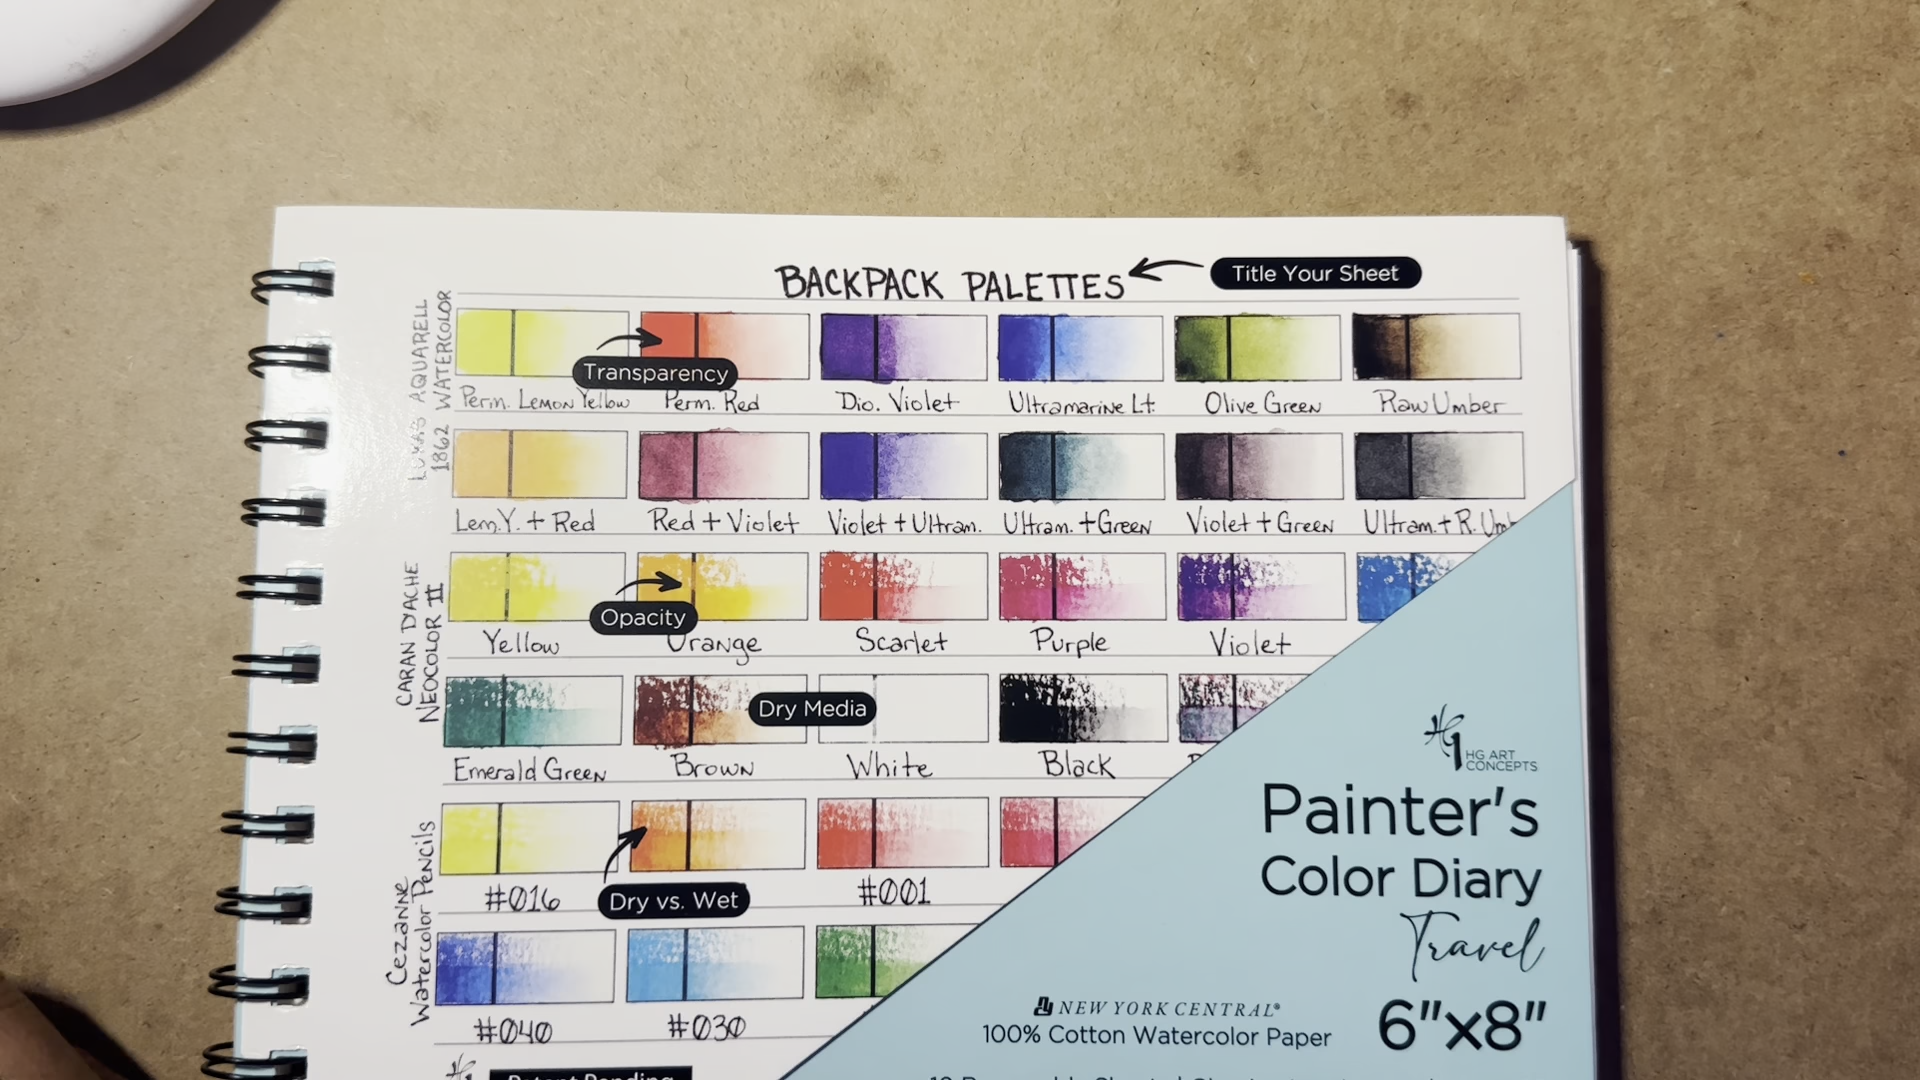 BACKPACK PALETTES
Title Your Sheet
LUKAS AQUARELL
1862 WATERCOLOR
Transparency
Perm. Lemon Yellow
Perm. Red
Dio. Violet
Ultramarine Lt.
Olive Green
Raw Umber
Lem.Y. + Red
Red + Violet
Violet + Ultram.
Ultram. + Green
Violet + Green
Ultram. + R. Umb
CARAN D'ACHE
NEOCOLOR II
Opacity
Yellow
Orange
Scarlet
Purple
Violet
Dry Media
Emerald Green
Brown
White
Black
Cezanne
Watercolor Pencils
#016
Dry vs. Wet
#001
#040
#030
HG ART
CONCEPTS
Painter's
Color Diary
Travel
NEW YORK CENTRAL®
100% Cotton Watercolor Paper
6"x8"
Patent Pending